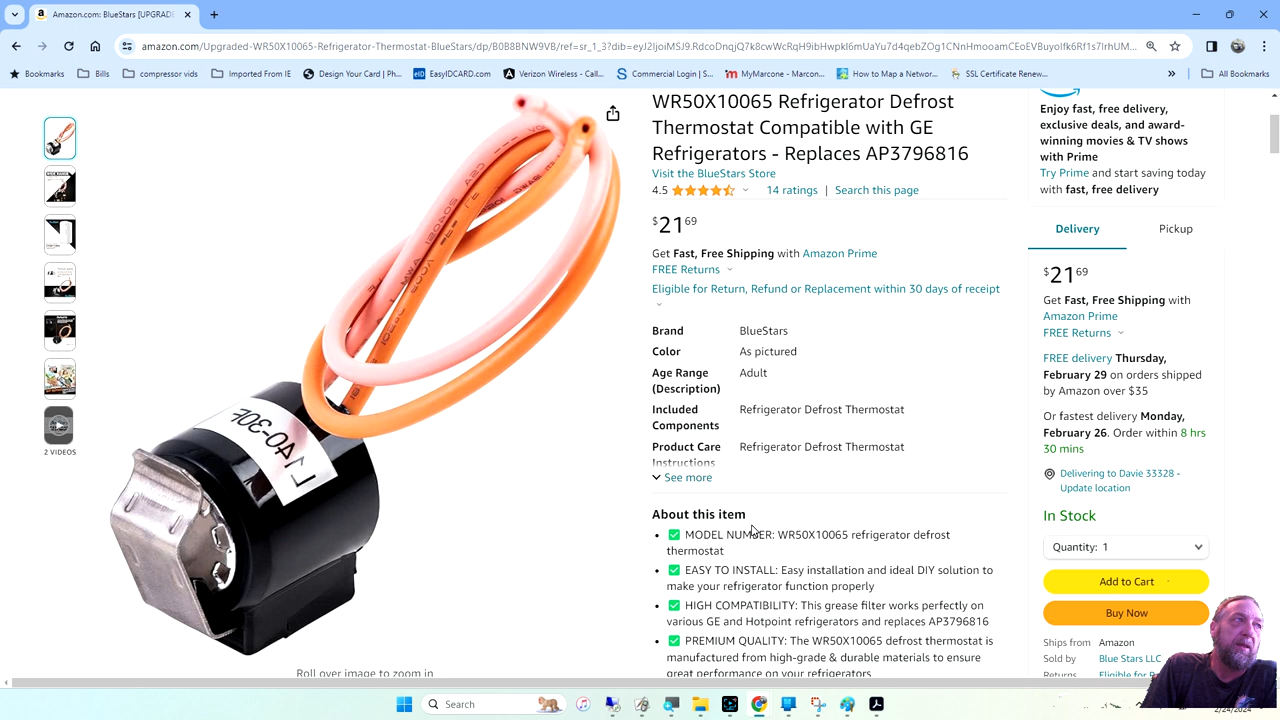 Amazon.com: BlueStars [UPGRADE
amazon.com/Upgraded-WR50X10065-Refrigerator-Thermostat-BlueStars/dp/B0B8BNW9VB/ref=sr_1_3?dib=
Bookmarks
Bills
compressor vids
Imported From IE
Design Your Card | Ph...
EasyIDCARD.com
Verizon Wireless - Call...
Commercial Login | S...
MyMarcone - Marcon...
How to Map a Networ...
SSL Certificate Renew...
All Bookmarks
WR50X10065 Refrigerator Defrost
Thermostat Compatible with GE
Refrigerators - Replaces AP3796816
Visit the BlueStars Store
4.5
14 ratings | Search this page
$21 69
Get Fast, Free Shipping with Amazon Prime
FREE Returns
Eligible for Return, Refund or Replacement within 30 days of receipt
Brand BlueStars
Color As pictured
Age Range Adult
(Description)
Included Refrigerator Defrost Thermostat
Components
Product Care Refrigerator Defrost Thermostat
Instructions
See more
About this item
• ✅ MODEL NUMBER: WR50X10065 refrigerator defrost
thermostat
• ✅ EASY TO INSTALL: Easy installation and ideal DIY solution to
make your refrigerator function properly
• ✅ HIGH COMPATIBILITY: This grease filter works perfectly on
various GE and Hotpoint refrigerators and replaces AP3796816
• ✅ PREMIUM QUALITY: The WR50X10065 defrost thermostat is
manufactured from high-grade & durable materials to ensure
great performance on your refrigerators
2 VIDEOS
Roll over image to zoom in
Enjoy fast, free delivery,
exclusive deals, and award-
winning movies & TV shows
with Prime
Try Prime and start saving today
with fast, free delivery
Delivery
Pickup
$21 69
Get Fast, Free Shipping with
Amazon Prime
FREE Returns
FREE delivery Thursday,
February 29 on orders shipped
by Amazon over $35
Or fastest delivery Monday,
February 26. Order within 8 hrs
30 mins
Delivering to Davie 33328 -
Update location
In Stock
Quantity: 1
Add to Cart
Buy Now
Ships from Amazon
Sold by Blue Stars LLC
Returns Eligible for
Search
2/24/2024